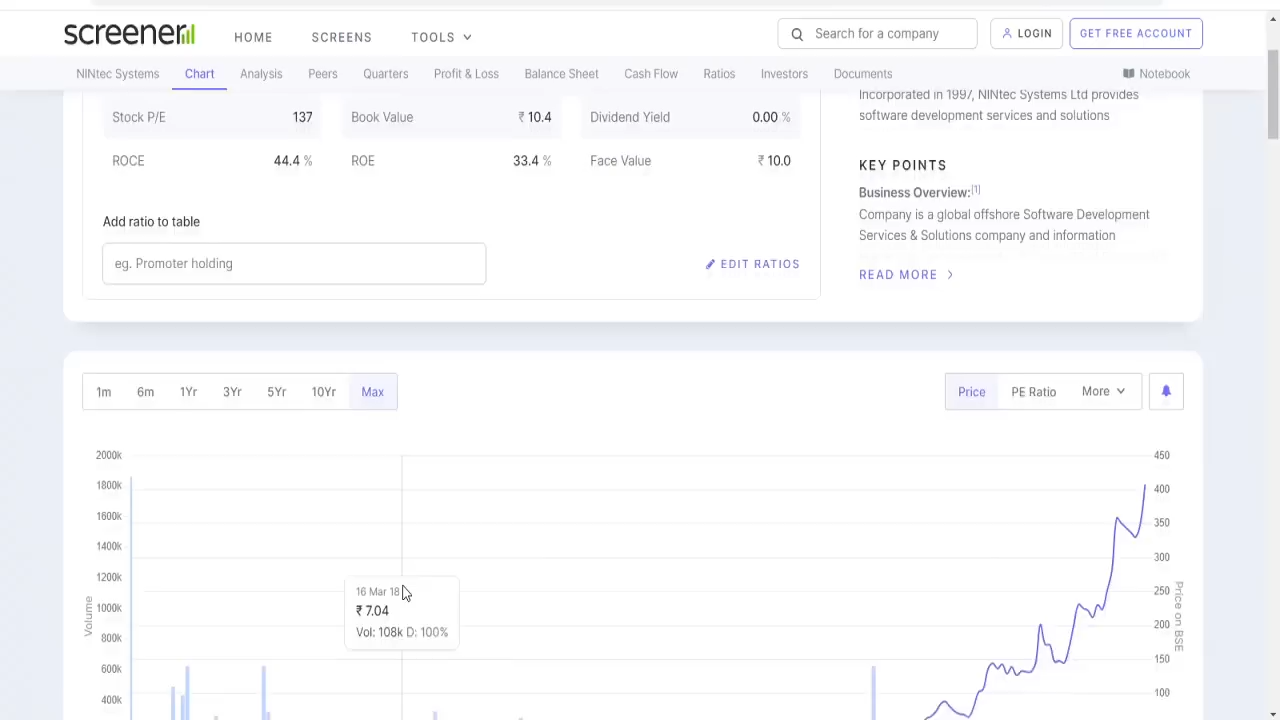 screener
HOME SCREENS TOOLS
Search for a company
LOGIN
GET FREE ACCOUNT
NINtec Systems Chart Analysis Peers Quarters Profit & Loss Balance Sheet Cash Flow Ratios Investors Documents Notebook
Stock P/E 137 Book Value ₹ 10.4 Dividend Yield 0.00 %
ROCE 44.4 % ROE 33.4 % Face Value ₹ 10.0
Add ratio to table
eg. Promoter holding
EDIT RATIOS
Incorporated in 1997, NINtec Systems Ltd provides
software development services and solutions
KEY POINTS
Business Overview:[1]
Company is a global offshore Software Development
Services & Solutions company and information
READ MORE
1m 6m 1Yr 3Yr 5Yr 10Yr Max
Price PE Ratio More
2000k
1800k
1600k
1400k
1200k
1000k
800k
600k
400k
Volume
16 Mar 18
₹ 7.04
Vol: 108k D: 100%
450
400
350
300
250
200
150
100
Price on BSE